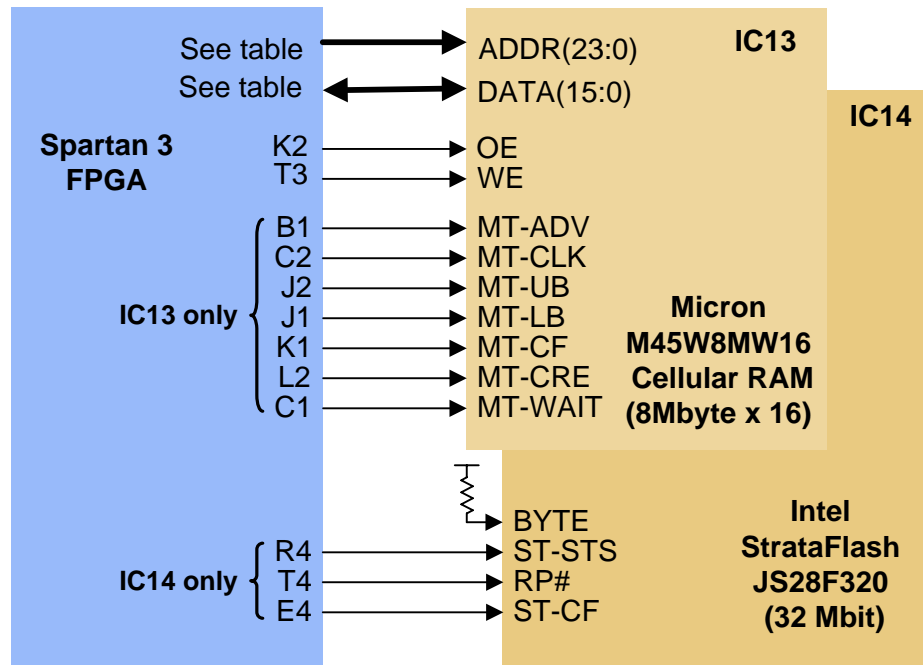 See table
ADDR(23:0)
IC13
See table
DATA(15:0)
IC14
Spartan 3
FPGA
K2
OE
T3
WE
B1
MT-ADV
C2
MT-CLK
J2
MT-UB
IC13 only
J1
MT-LB
K1
MT-CF
L2
MT-CRE
C1
MT-WAIT
Micron
M45W8MW16
Cellular RAM
(8Mbyte x 16)
BYTE
IC14 only
R4
ST-STS
T4
RP#
E4
ST-CF
Intel
StrataFlash
JS28F320
(32 Mbit)